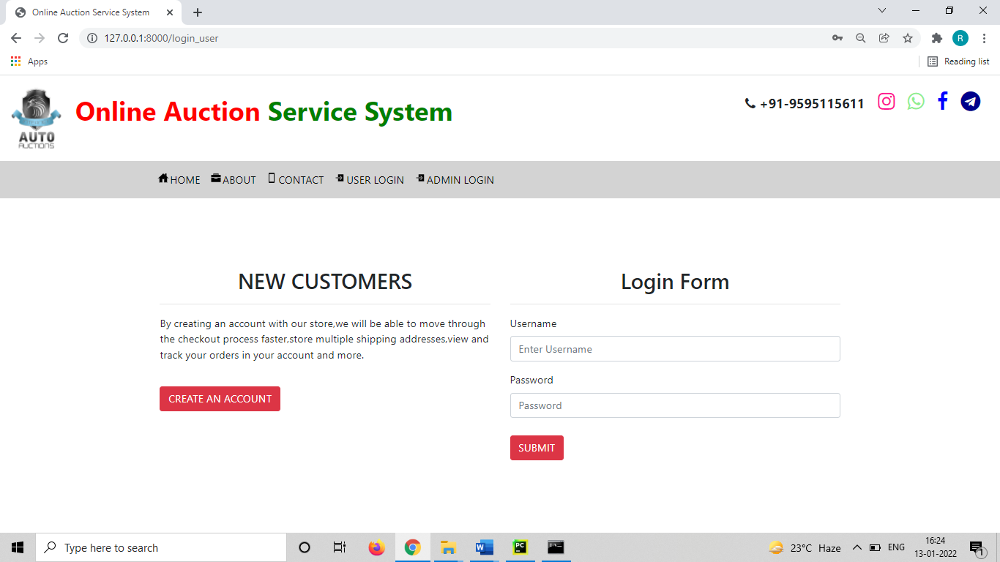 Online Auction Service System
127.0.0.1:8000/login_user
R
Apps
Reading list
AUTO
AUCTIONS
Online Auction Service System
+91-9595115611
HOME ABOUT CONTACT USER LOGIN ADMIN LOGIN
NEW CUSTOMERS
By creating an account with our store,we will be able to move through
the checkout process faster,store multiple shipping addresses,view and
track your orders in your account and more.
CREATE AN ACCOUNT
Login Form
Username
Enter Username
Password
Password
SUBMIT
Type here to search
W
PC
23°C Haze
ENG
16:24
13-01-2022
1